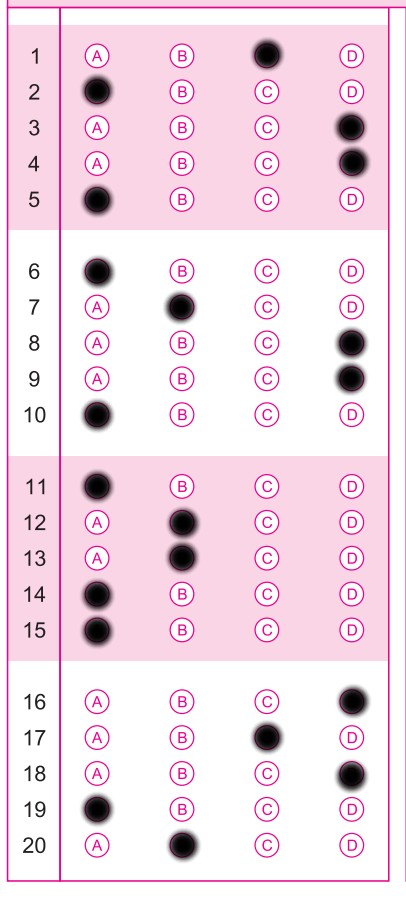 1 A B D
2 B C D
3 A B C
4 A B C
5 B C D
6 B C D
7 A C D
8 A B C
9 A B C
10 B C D
11 B C D
12 A C D
13 A C D
14 B C D
15 B C D
16 A B C
17 A B D
18 A B C
19 B C D
20 A C D